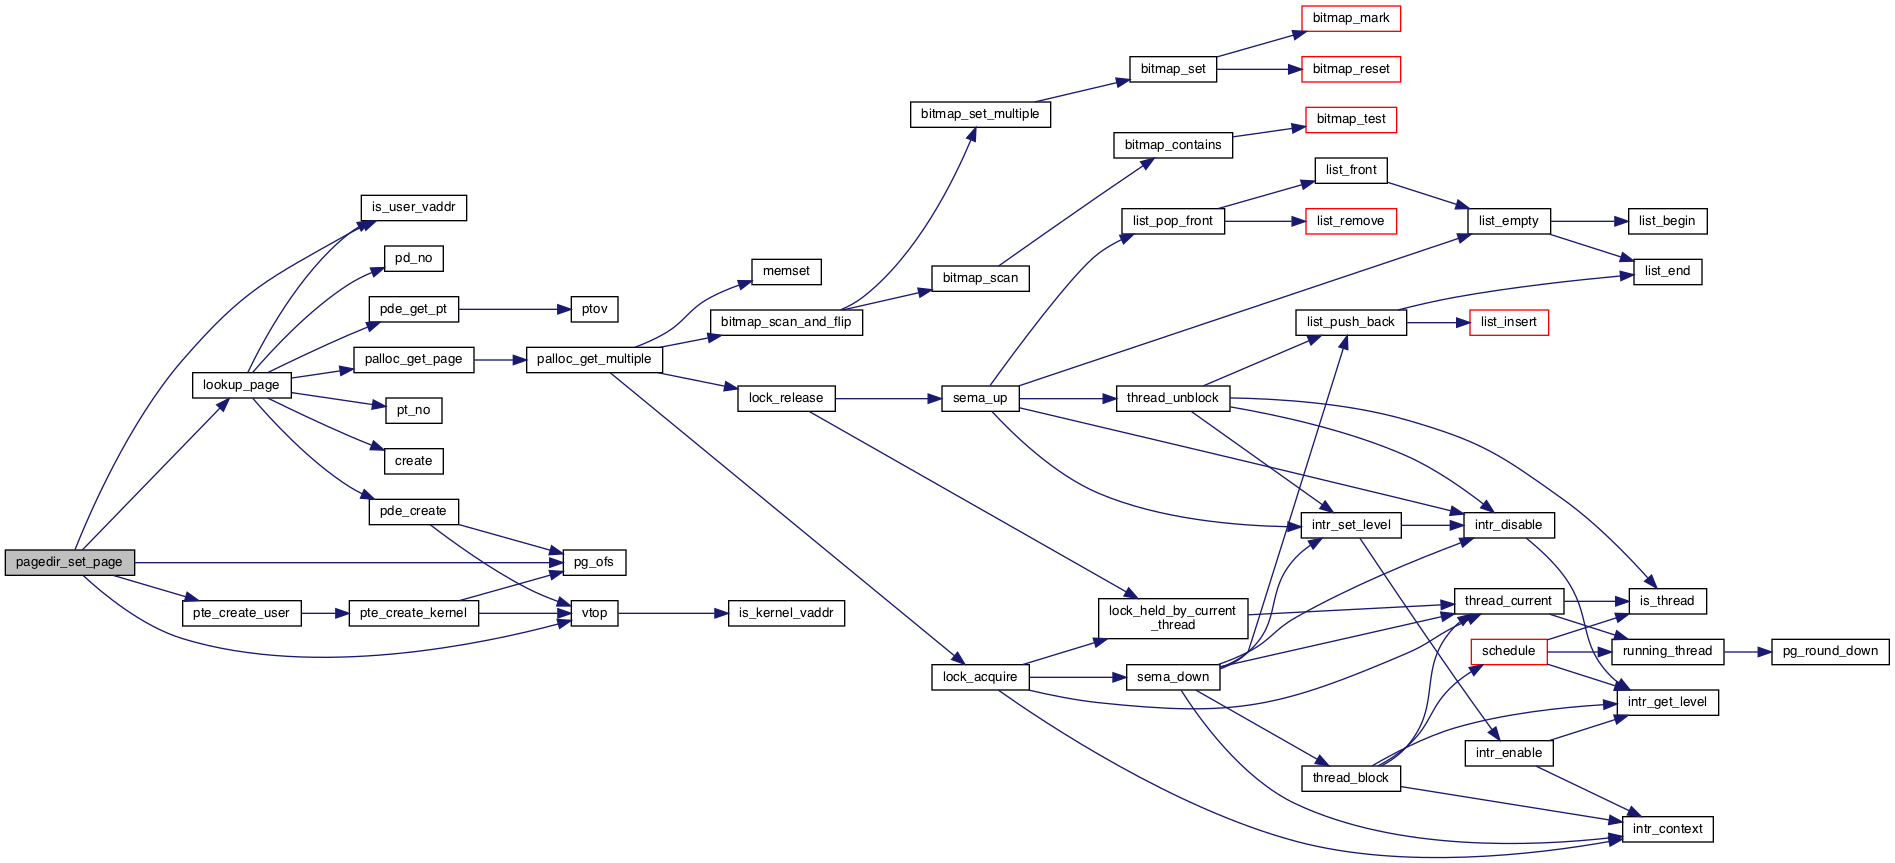 bitmap_mark
bitmap_set
bitmap_reset
bitmap_set_multiple
bitmap_test
bitmap_contains
list_front
is_user_vaddr
list_pop_front
list_remove
list_empty
list_begin
pd_no
memset
bitmap_scan
list_end
pde_get_pt
ptov
bitmap_scan_and_flip
list_push_back
list_insert
palloc_get_page
palloc_get_multiple
lookup_page
lock_release
sema_up
thread_unblock
pt_no
create
pde_create
intr_set_level
intr_disable
pagedir_set_page
pg_ofs
thread_current
is_thread
pte_create_user
pte_create_kernel
vtop
is_kernel_vaddr
lock_held_by_current
_thread
schedule
running_thread
pg_round_down
lock_acquire
sema_down
intr_get_level
intr_enable
thread_block
intr_context